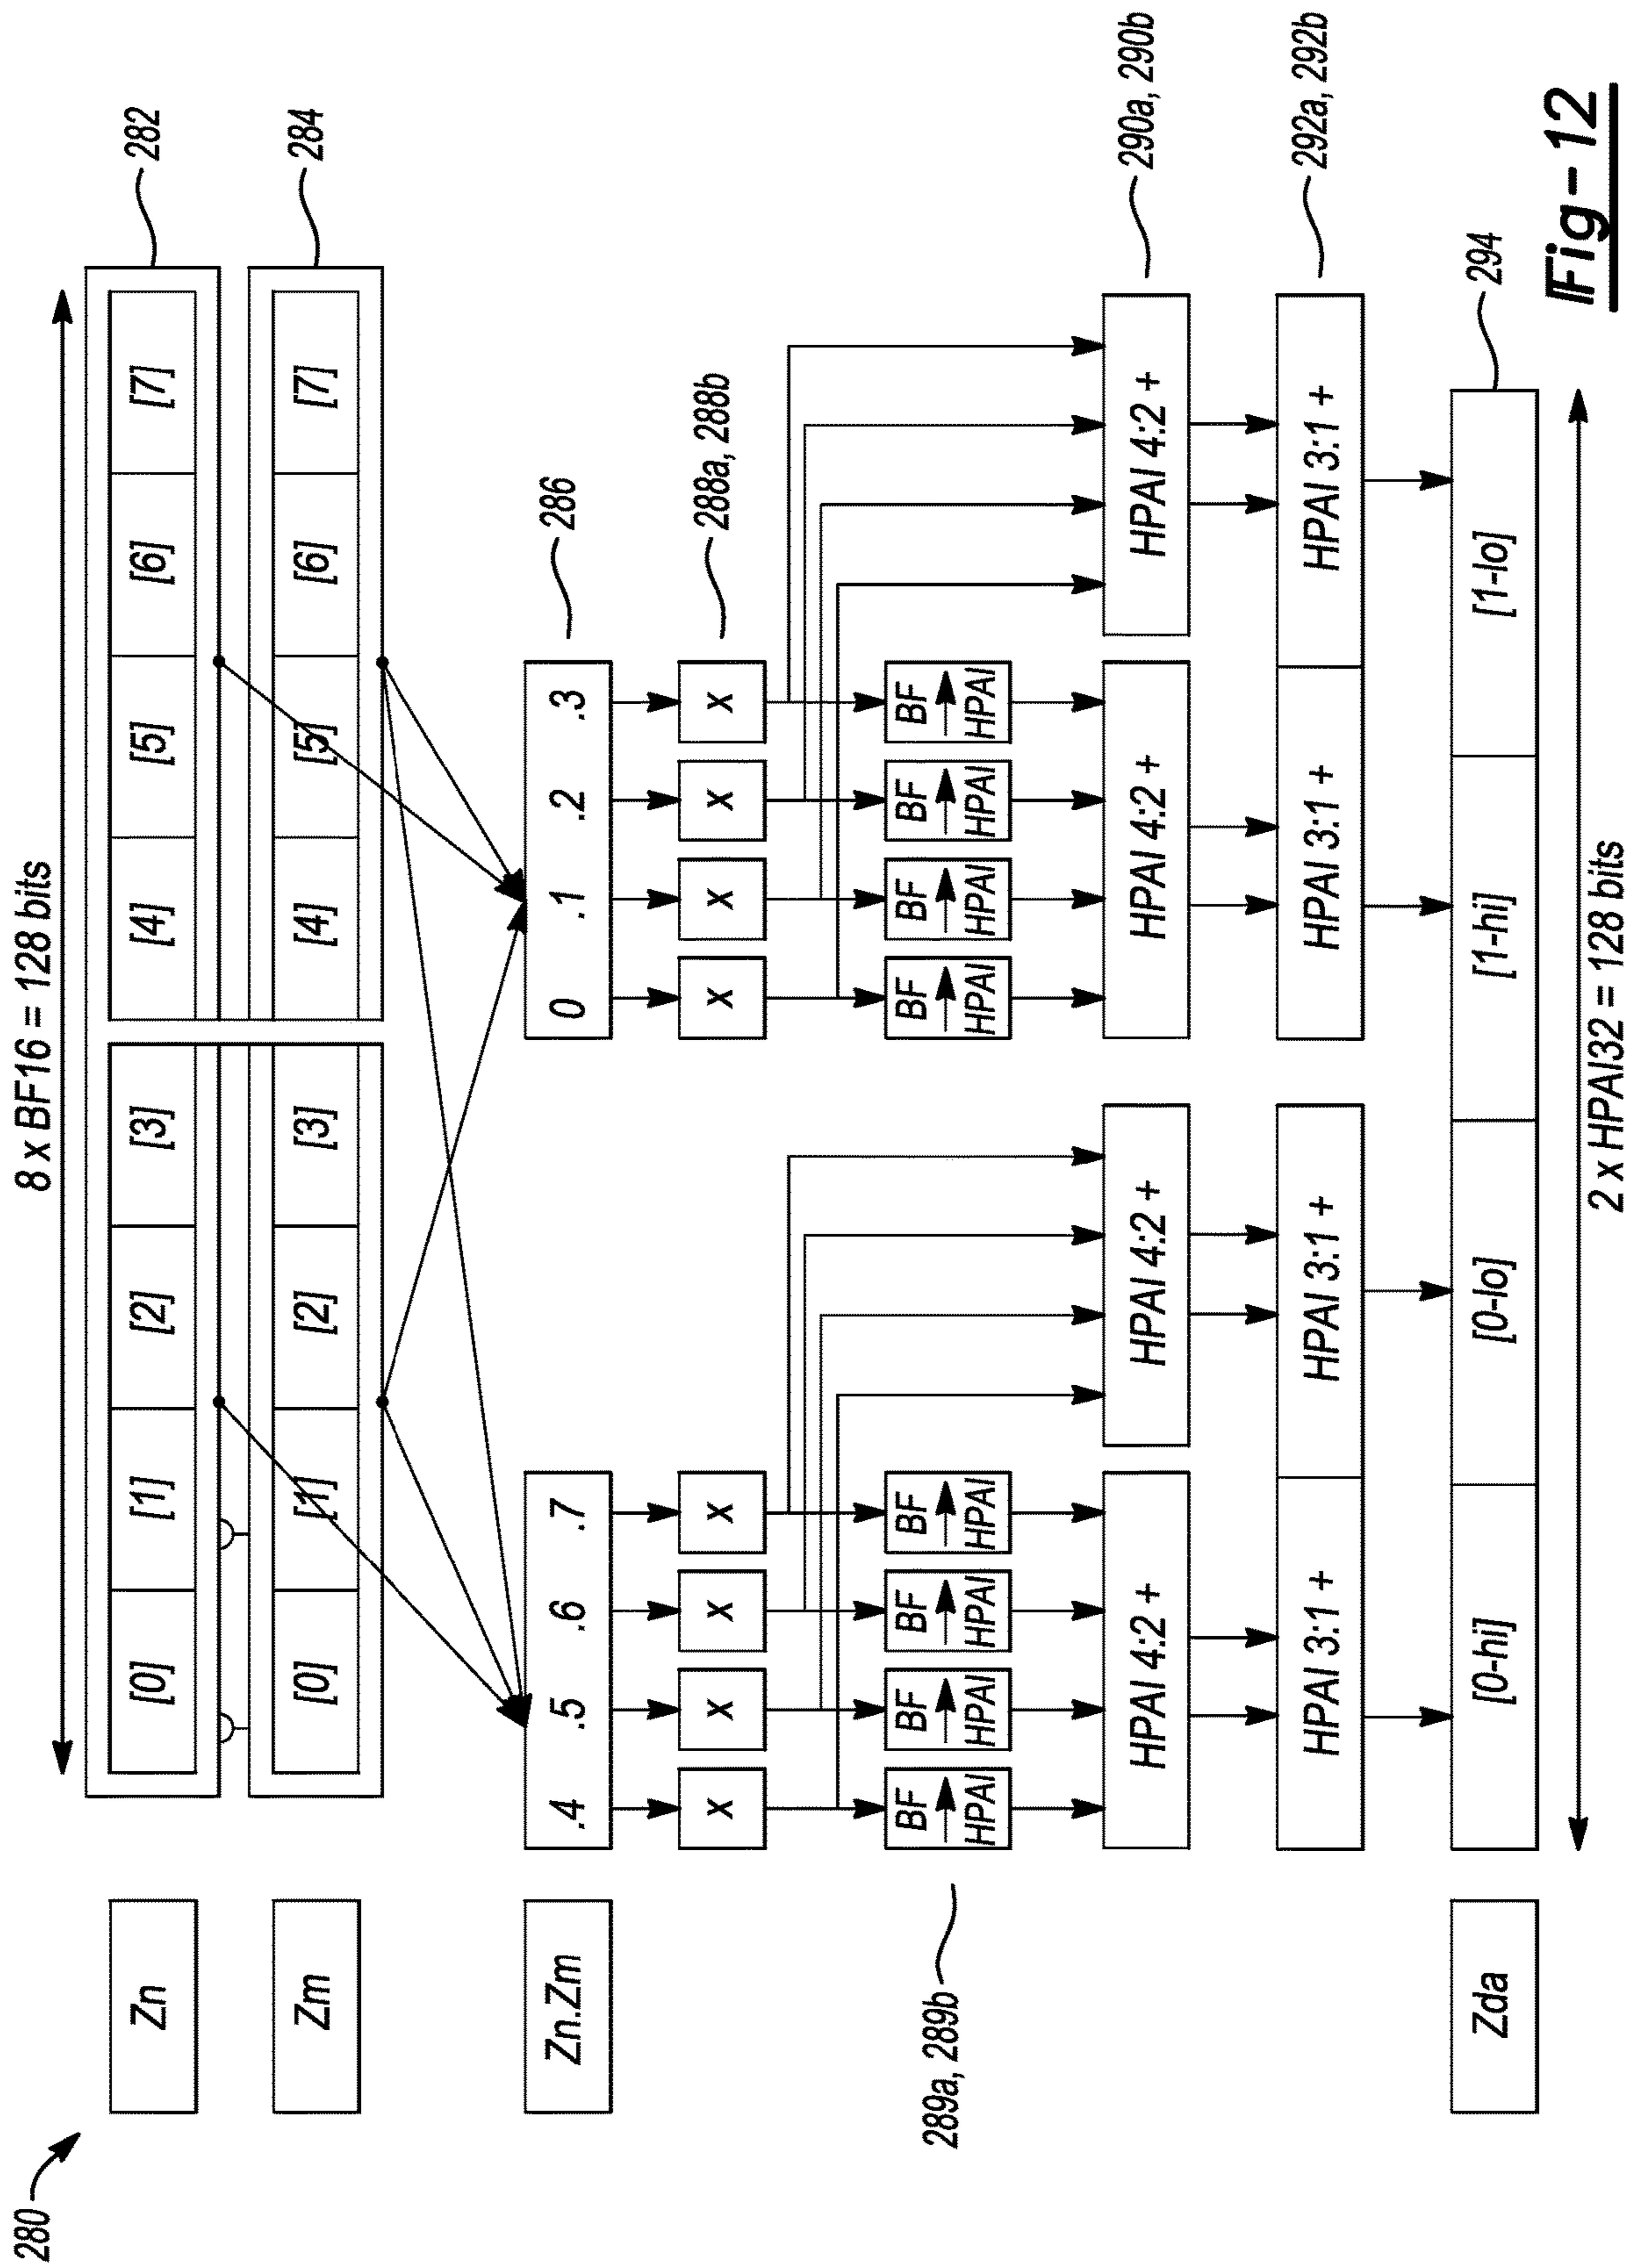 280
8 x BF16 = 128 bits
Zn
[0] [1] [2] [3] [4] [5] [6] [7]
282
Zm
[0] [1] [2] [3] [4] [5] [6] [7]
284
Zn.Zm
.4 .5 .6 .7
0 .1 .2 .3
286
X X X X
X X X X
288a, 288b
289a, 289b
BF BF BF BF
HPAI HPAI HPAI HPAI
BF BF BF BF
HPAI HPAI HPAI HPAI
HPAI 4:2 +
HPAI 4:2 +
HPAI 4:2 +
HPAI 4:2 +
290a, 290b
HPAI 3:1 +
HPAI 3:1 +
HPAI 3:1 +
HPAI 3:1 +
292a, 292b
Zda
[0-hi] [0-lo] [1-hi] [1-lo]
294
2 x HPAI32 = 128 bits
Fig-12